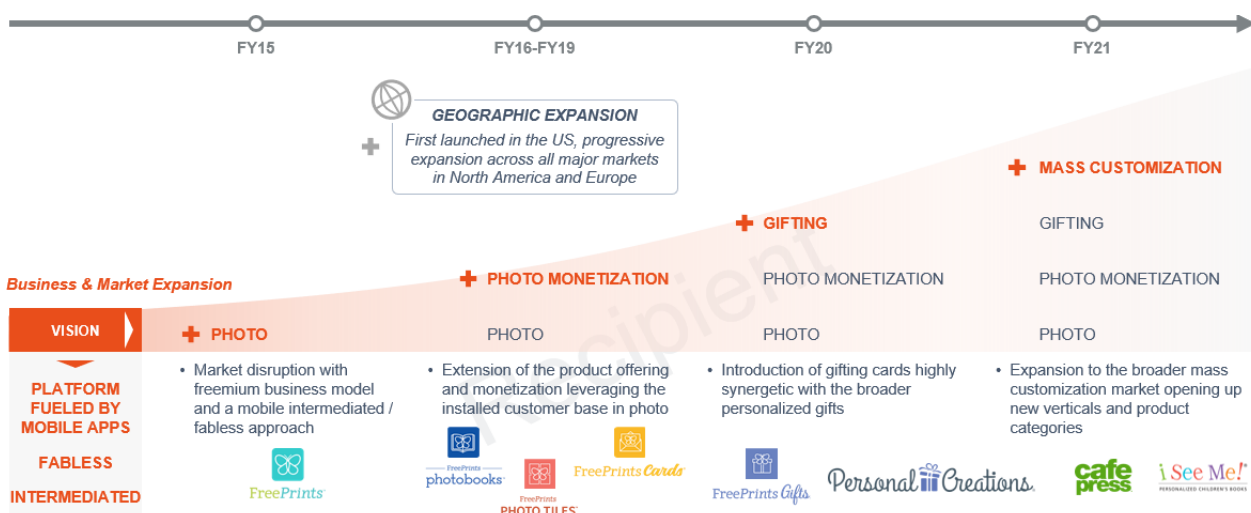 FY15
FY16-FY19
FY20
FY21
GEOGRAPHIC EXPANSION
First launched in the US, progressive
expansion across all major markets
in North America and Europe
MASS CUSTOMIZATION
GIFTING
GIFTING
Business & Market Expansion
PHOTO MONETIZATION
PHOTO MONETIZATION
PHOTO MONETIZATION
VISION
PHOTO
PHOTO
PHOTO
PHOTO
PLATFORM
FUELED BY
MOBILE APPS
FABLESS
INTERMEDIATED
• Market disruption with
freemium business model
and a mobile intermediated /
fabless approach
FreePrints
• Extension of the product offering
and monetization leveraging the
installed customer base in photo
FreePrints
photobooks
FreePrints
PHOTO TILES
FreePrints Cards
• Introduction of gifting cards highly
synergetic with the broader
personalized gifts
FreePrints Gifts
Personal Creations
• Expansion to the broader mass
customization market opening up
new verticals and product
categories
cafe
press
i See Me!
PERSONALIZED CHILDREN'S BOOKS
Recipient